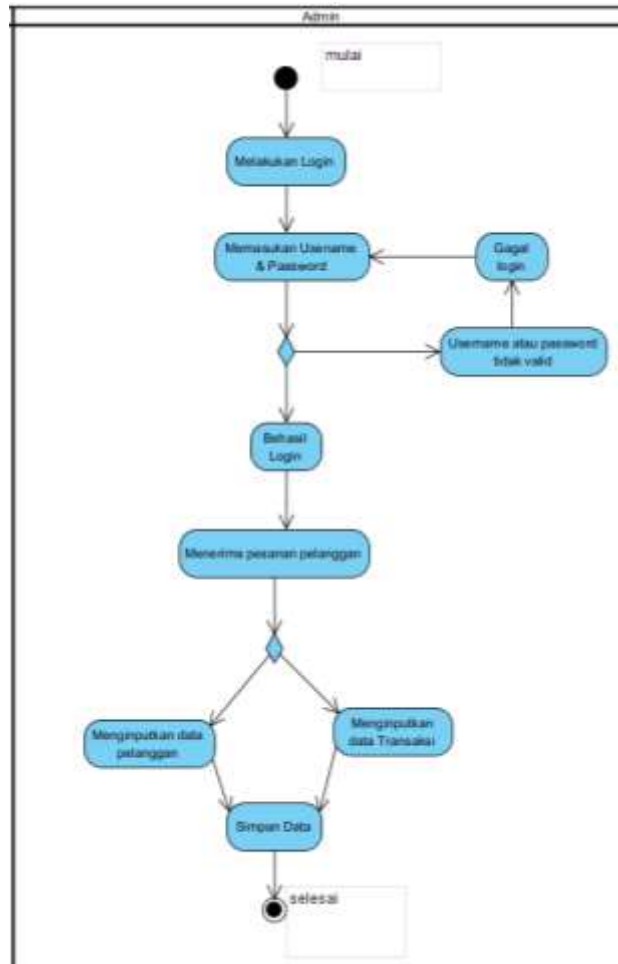 Admin
mulai
Melakukan Login
Memasukan Username
& Password
Gagal
login
Username atau password
tidak valid
Behasil
Login
Menerima pesanan pelanggan
Menginputkan data
pelanggan
Menginputkan
data Transaksi
Simpan Data
selesai